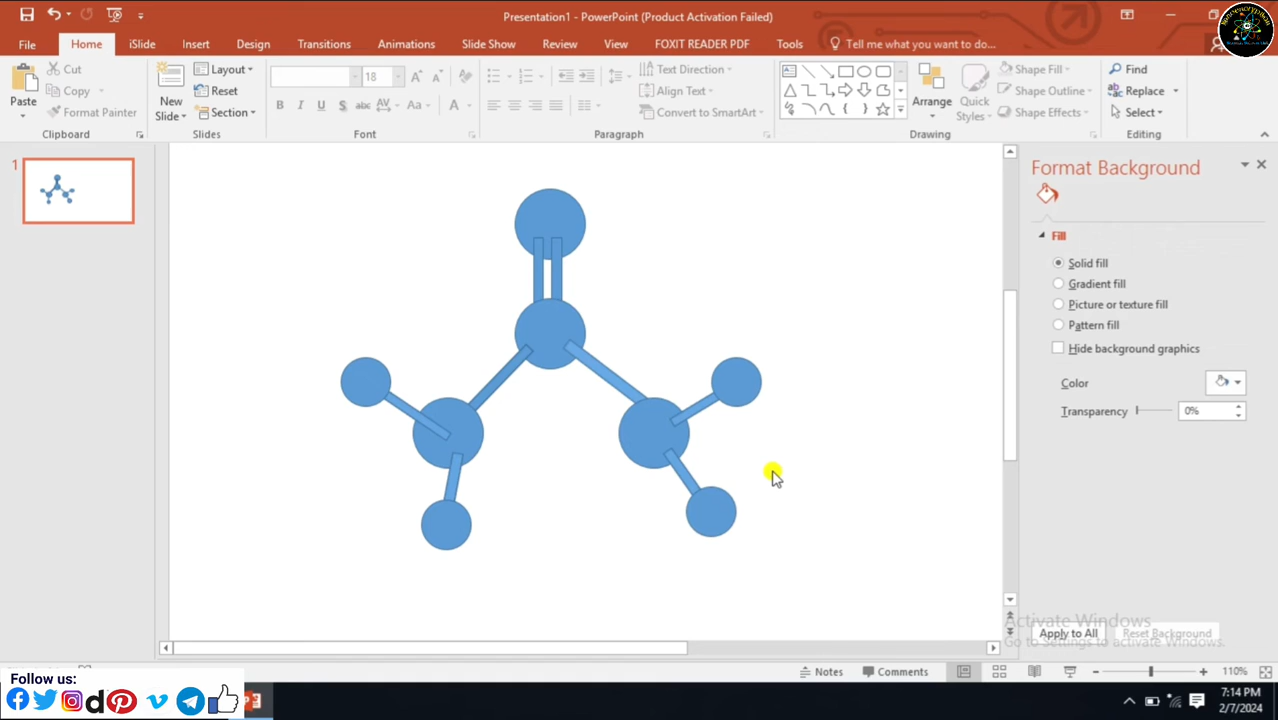 Presentation1 - PowerPoint (Product Activation Failed)
File Home iSlide Insert Design Transitions Animations Slide Show Review View FOXIT READER PDF Tools Tell me what you want to do...
Paste
Cut
Copy
Format Painter
Clipboard
New Slide
Layout
Reset
Section
Slides
18
B I U S abc AV Aa A
Font
Text Direction
Align Text
Convert to SmartArt
Paragraph
Arrange
Quick Styles
Shape Fill
Shape Outline
Shape Effects
Drawing
Find
Replace
Select
Editing
1
Format Background
Fill
Solid fill
Gradient fill
Picture or texture fill
Pattern fill
Hide background graphics
Color
Transparency 0%
Activate Windows
Go to Settings to activate Windows.
Apply to All Reset Background
Notes Comments 110%
Follow us:
7:14 PM
2/7/2024